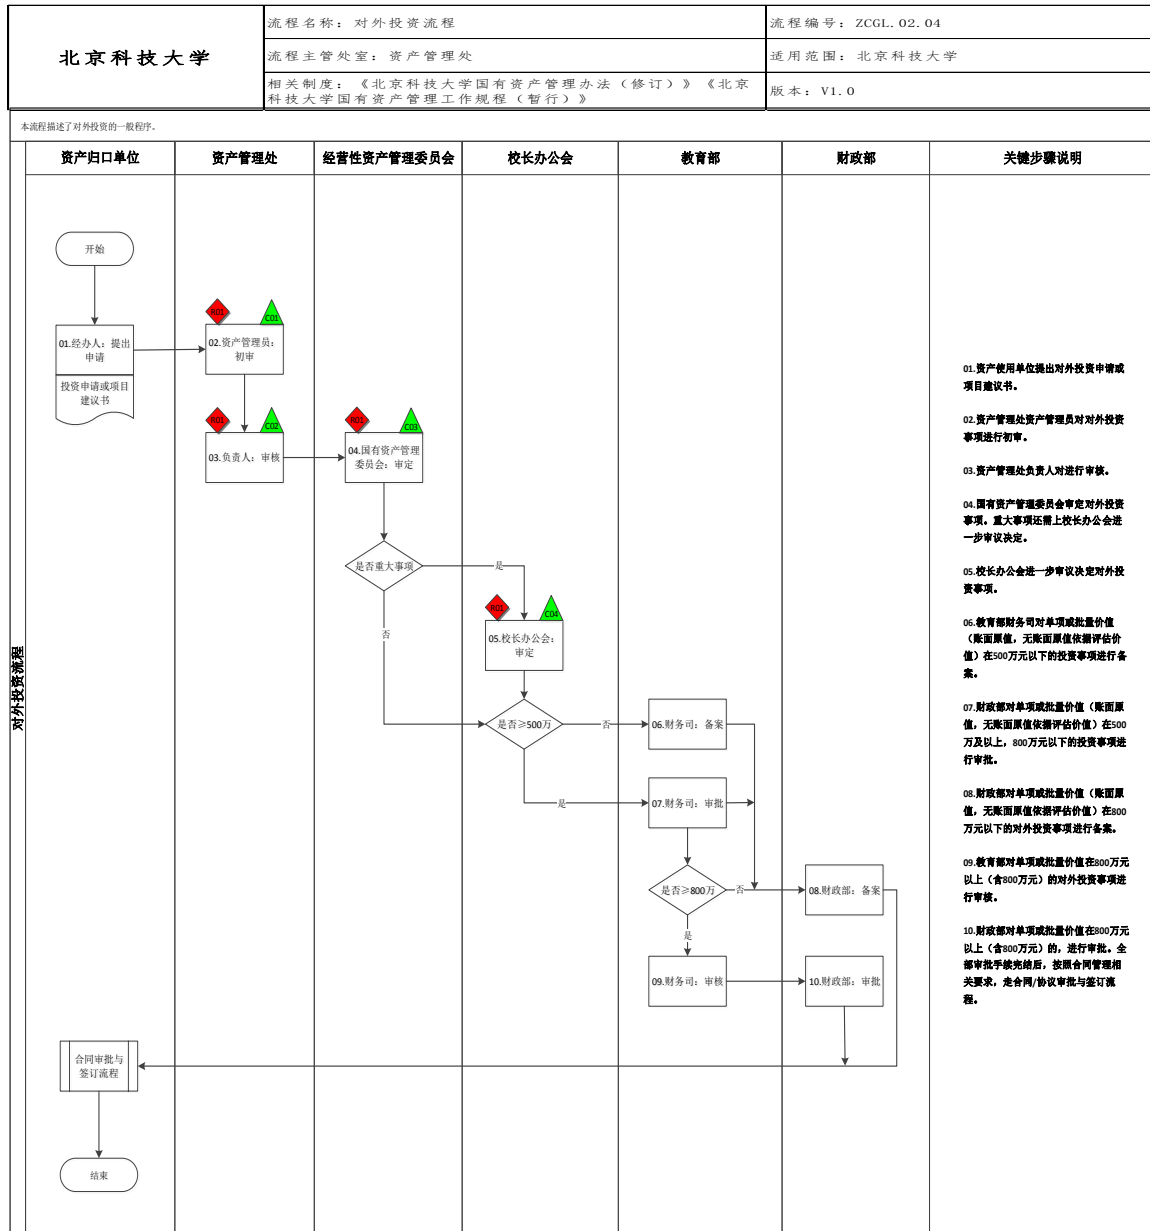 北京科技大学
流程名称：对外投资流程
流程编号：ZCGL.02.04
流程主管处室：资产管理处
适用范围：北京科技大学
相关制度：《北京科技大学国有资产管理办法（修订）》《北京
科技大学国有资产管理工作规程（暂行）》
版本：V1.0
本流程描述了对外投资的一般程序。
对外投资流程
资产归口单位
资产管理处
经营性资产管理委员会
校长办公会
教育部
财政部
关键步骤说明
开始
01.经办人：提出
申请
投资申请或项目
建议书
R01
C01
02.资产管理员：
初审
R01
C02
03.负责人：审核
R01
C03
04.国有资产管理
委员会：审定
是否重大事项
是
否
R01
C04
05.校长办公会：
审定
是否≥500万
否
是
06.财务司：备案
07.财务司：审批
是否≥800万
否
是
08.财政部：备案
09.财务司：审核
10.财政部：审批
合同审批与
签订流程
结束
01.资产使用单位提出对外投资申请或
项目建议书。
02.资产管理处资产管理员对对外投资
事项进行初审。
03.资产管理处负责人对进行审核。
04.国有资产管理委员会审定对外投资
事项。重大事项还需上校长办公会进
一步审议决定。
05.校长办公会进一步审议决定对外投
资事项。
06.教育部财务司对单项或批量价值
（账面原值，无账面原值依据评估价
值）在500万元以下的投资事项进行备
案。
07.财政部对单项或批量价值（账面原
值，无账面原值依据评估价值）在500
万及以上，800万元以下的投资事项进
行审批。
08.财政部对单项或批量价值（账面原
值，无账面原值依据评估价值）在800
万元以下的对外投资事项进行备案。
09.教育部对单项或批量价值在800万元
以上（含800万元）的对外投资事项进
行审核。
10.财政部对单项或批量价值在800万元
以上（含800万元）的，进行审批。全
部审批手续完结后，按照合同管理相
关要求，走合同/协议审批与签订流
程。